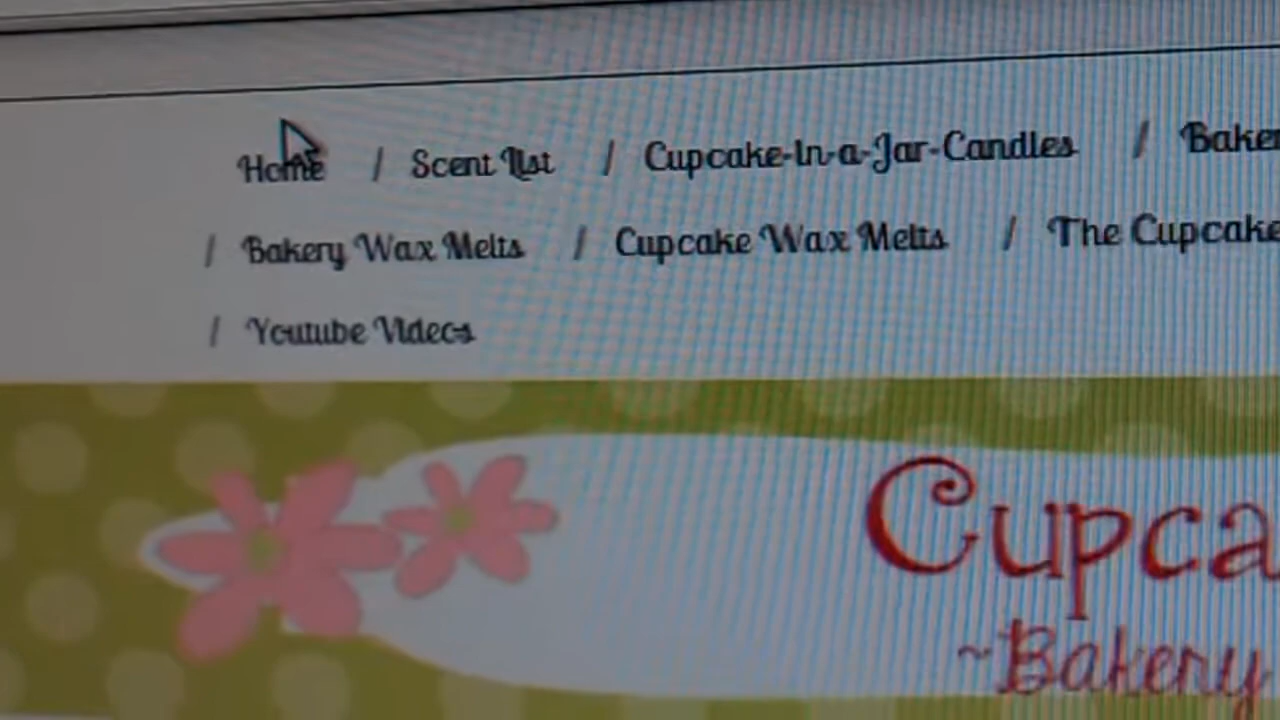 Home / Scent List / Cupcake-In-a-Jar-Candles / Baker
/ Bakery Wax Melts / Cupcake Wax Melts / The Cupcake
/ Youtube Videos
Cupca
~Bakery